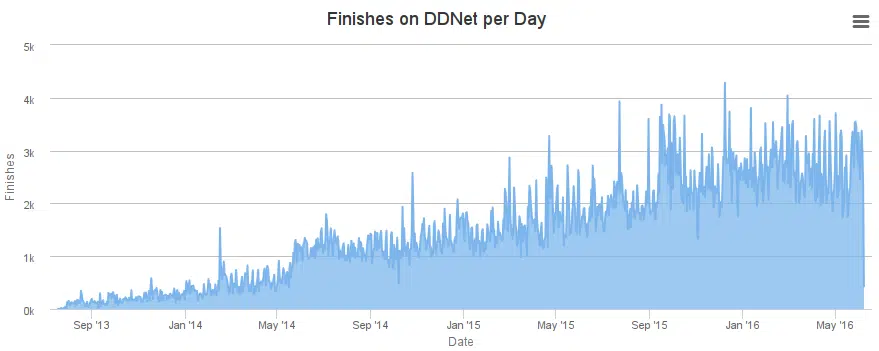 Finishes on DDNet per Day
5k
4k
3k
2k
1k
0k
Finishes
Sep '13
Jan '14
May '14
Sep '14
Jan '15
May '15
Sep '15
Jan '16
May '16
Date